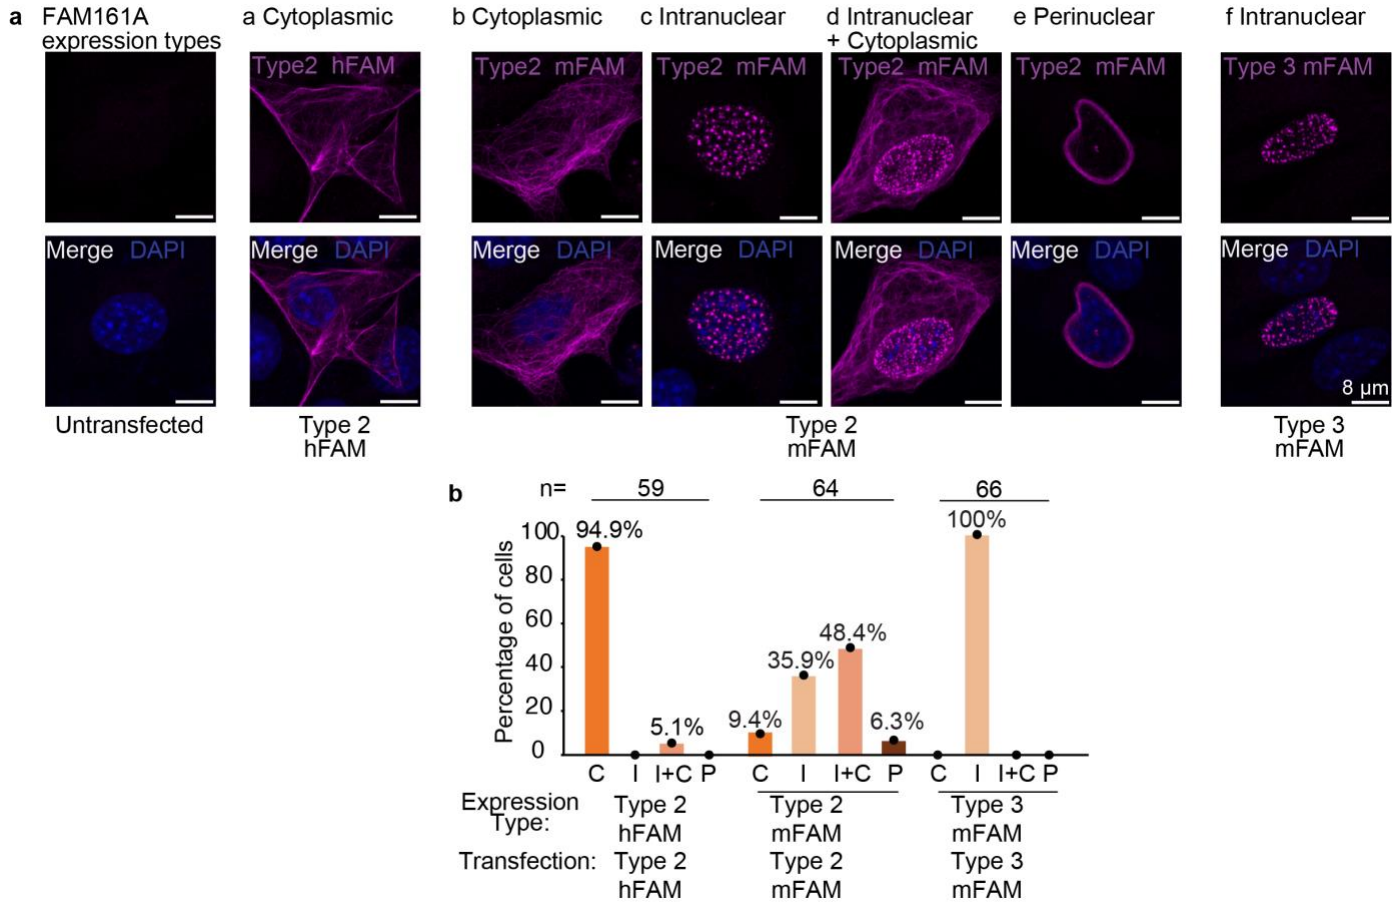 a FAM161A expression types
a Cytoplasmic
b Cytoplasmic
c Intranuclear
d Intranuclear
+ Cytoplasmic
e Perinuclear
f Intranuclear
Type2 hFAM
Type2 mFAM
Type2 mFAM
Type2 mFAM
Type2 mFAM
Type 3 mFAM
Merge DAPI
Merge DAPI
Merge DAPI
Merge DAPI
Merge DAPI
Merge DAPI
Merge DAPI
8 μm
Untransfected
Type 2
hFAM
Type 2
mFAM
Type 3
mFAM
b
n= 59 64 66
Percentage of cells
100
80
60
40
20
0
94.9%
5.1%
9.4%
35.9%
48.4%
6.3%
100%
C I I+C P C I I+C P C I I+C P
Expression
Type:
Type 2
hFAM
Type 2
mFAM
Type 3
mFAM
Transfection:
Type 2
hFAM
Type 2
mFAM
Type 3
mFAM